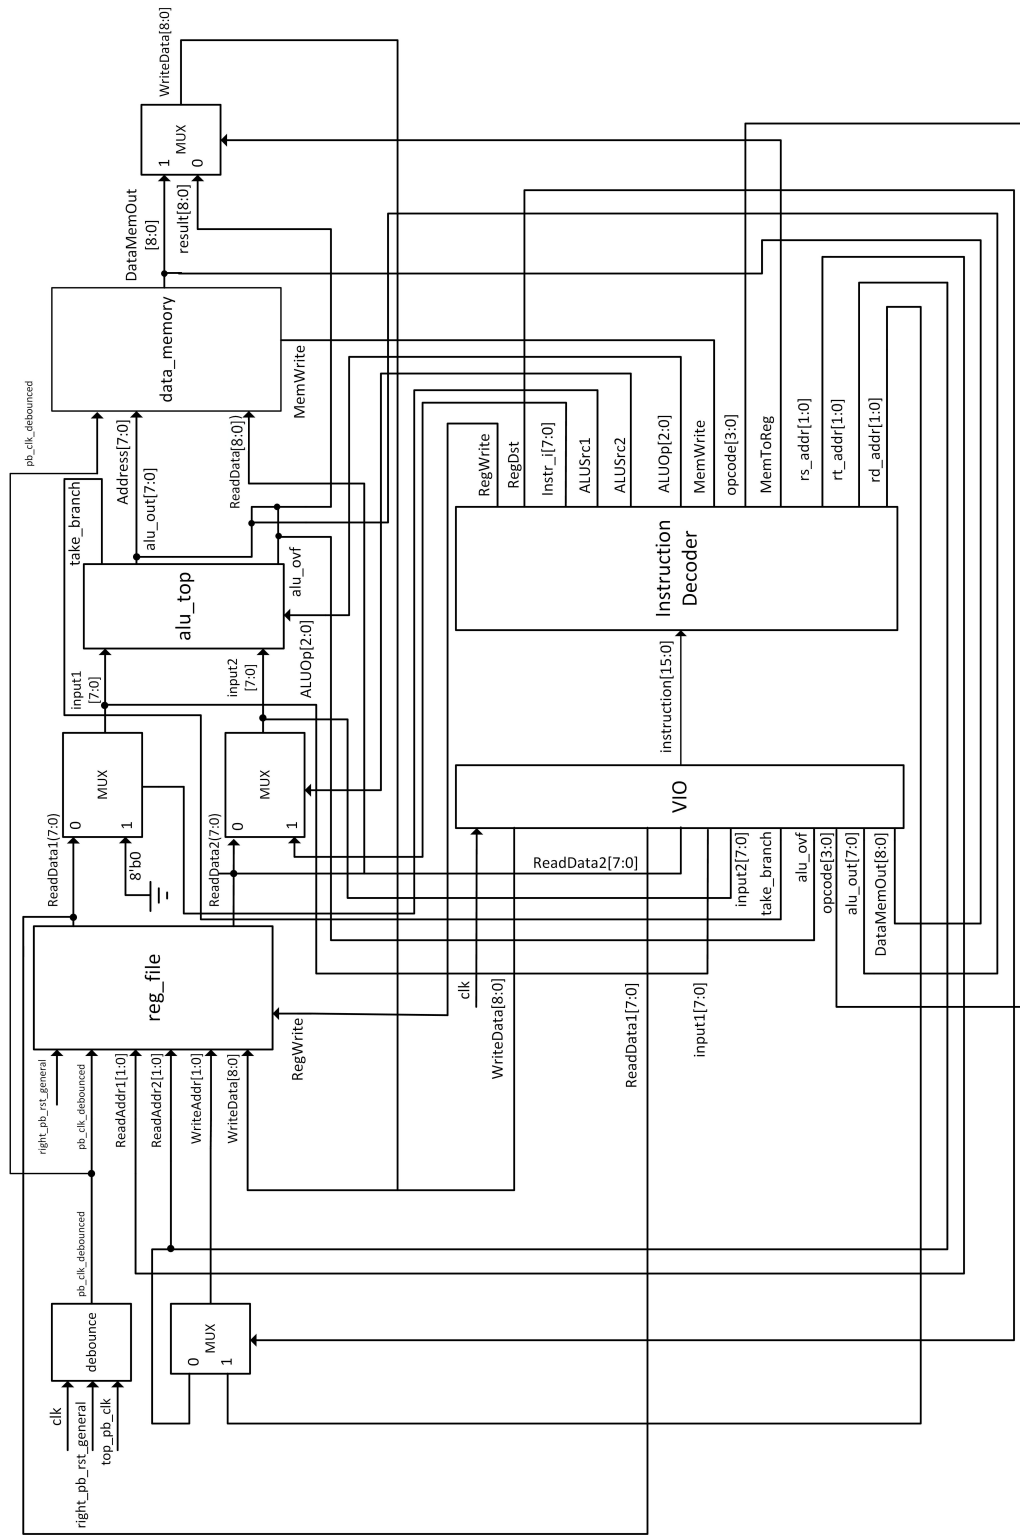 clk
right_pb_rst_general
top_pb_clk
debounce
pb_clk_debounced
0
1
MUX
right_pb_rst_general
pb_clk_debounced
ReadAddr1[1:0]
ReadAddr2[1:0]
WriteAddr[1:0]
WriteData[8:0]
reg_file
RegWrite
ReadData1(7:0)
0
1
MUX
8'b0
ReadData2(7:0)
0
1
MUX
input1
[7:0]
input2
[7:0]
ALUOp[2:0]
alu_top
take_branch
alu_ovf
pb_clk_debounced
Address[7:0]
alu_out[7:0]
ReadData[8:0])
data_memory
MemWrite
DataMemOut
[8:0]
result[8:0]
1
0
MUX
WriteData[8:0]
clk
WriteData[8:0]
ReadData1[7:0]
input1[7:0]
ReadData2[7:0]
input2[7:0]
take_branch
alu_ovf
opcode[3:0]
alu_out[7:0]
DataMemOut[8:0]
VIO
instruction[15:0]
Instruction
Decoder
RegWrite
RegDst
Instr_i[7:0]
ALUSrc1
ALUSrc2
ALUOp[2:0]
MemWrite
opcode[3:0]
MemToReg
rs_addr[1:0]
rt_addr[1:0]
rd_addr[1:0]